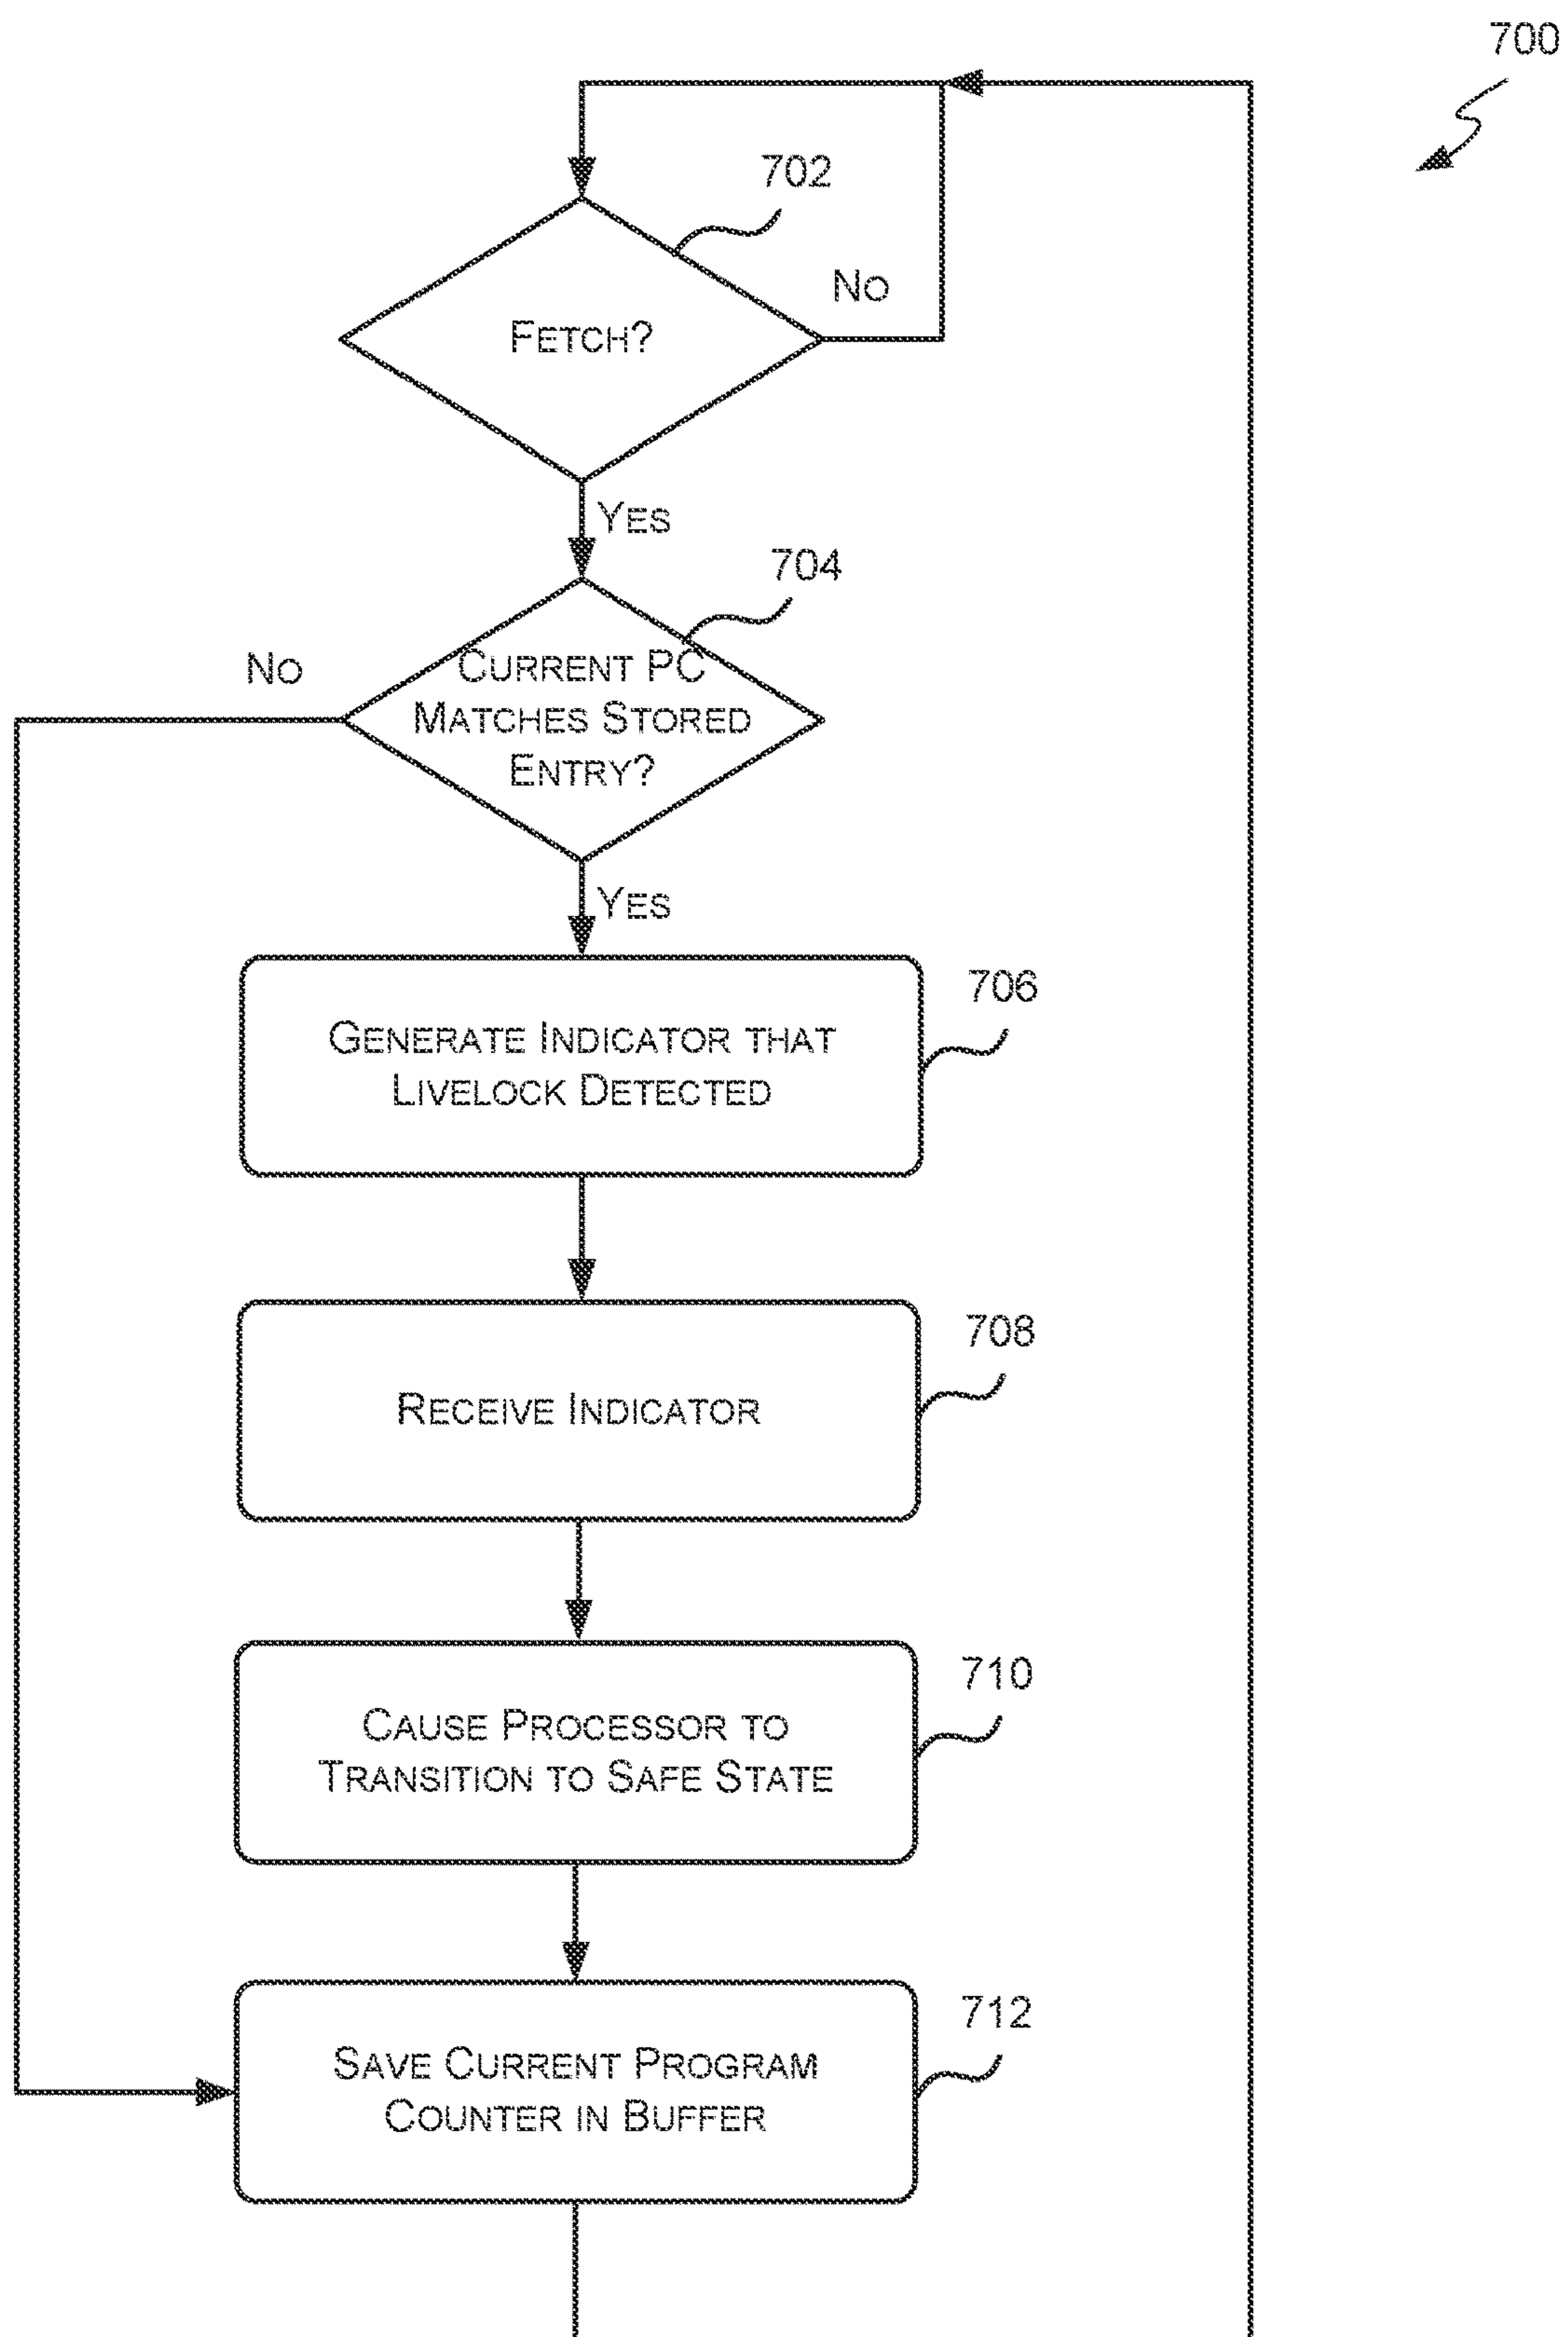 700
702
No
FETCH?
YES
704
No
CURRENT PC
MATCHES STORED
ENTRY?
YES
706
GENERATE INDICATOR THAT
LIVELOCK DETECTED
708
RECEIVE INDICATOR
710
CAUSE PROCESSOR TO
TRANSITION TO SAFE STATE
712
SAVE CURRENT PROGRAM
COUNTER IN BUFFER